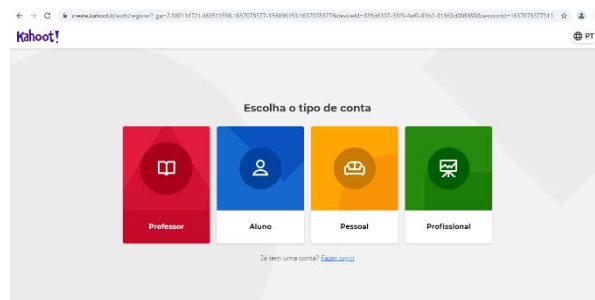 Kahoot!
PT
Escolha o tipo de conta
Professor
Aluno
Pessoal
Profissional
Já tem uma conta? Fazer login